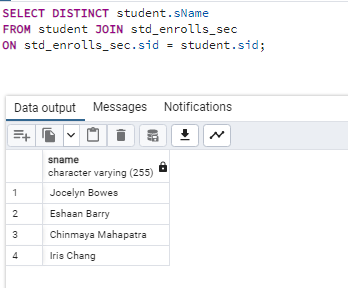 SELECT DISTINCT student.sName
FROM student JOIN std_enrolls_sec
ON std_enrolls_sec.sid = student.sid;
Data output Messages Notifications
sname
character varying (255)
1 Jocelyn Bowes
2 Eshaan Barry
3 Chinmaya Mahapatra
4 Iris Chang